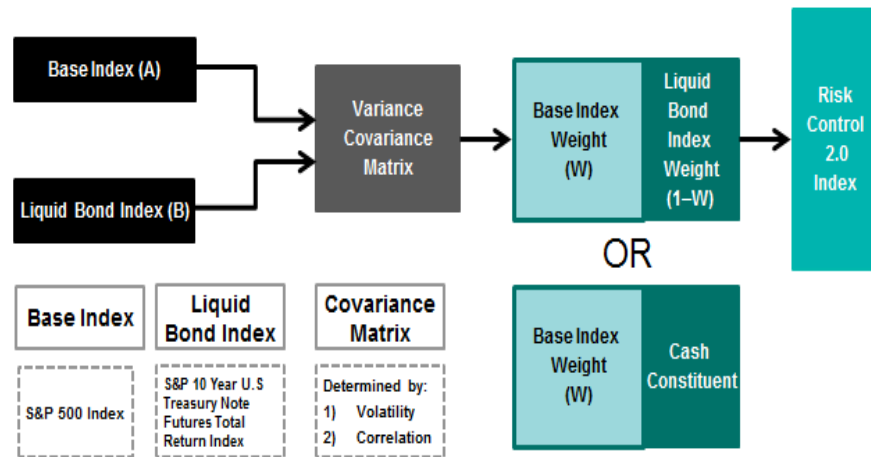 Base Index (A)
Liquid Bond Index (B)
Variance
Covariance
Matrix
Base Index
Weight
(W)
Liquid
Bond
Index
Weight
(1–W)
Risk
Control
2.0
Index
OR
Base Index
Liquid
Bond Index
Covariance
Matrix
Base Index
Weight
(W)
Cash
Constituent
S&P 500 Index
S&P 10 Year U.S
Treasury Note
Futures Total
Return Index
Determined by:
1) Volatility
2) Correlation